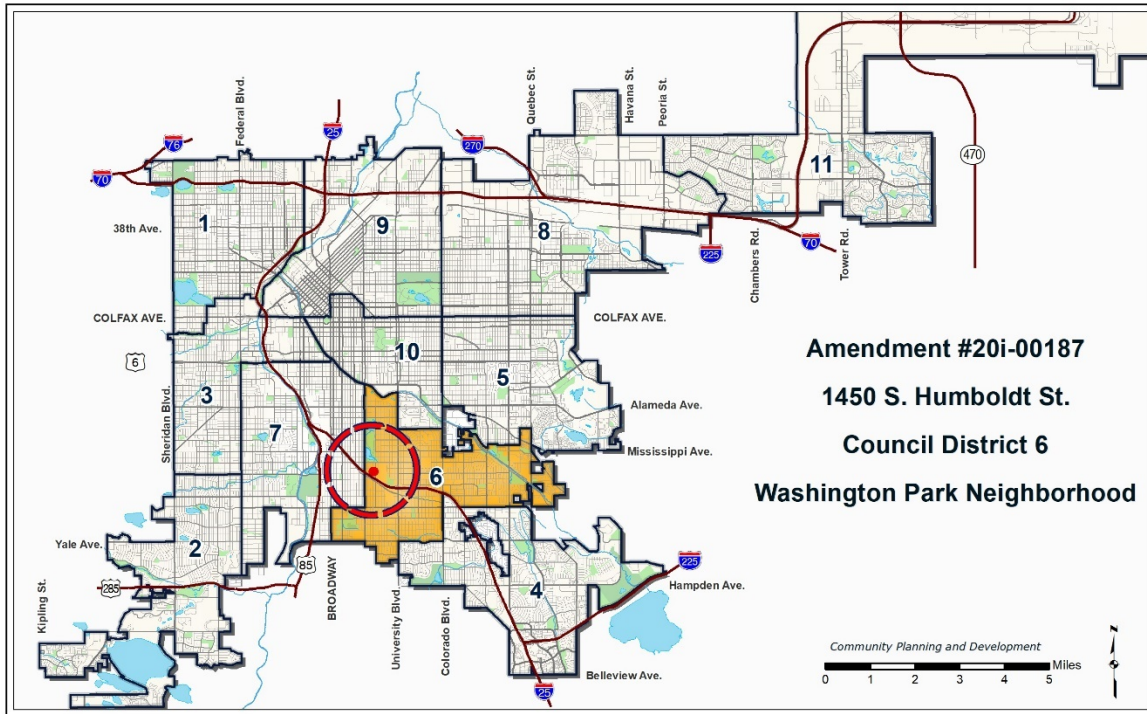 Federal Blvd.
Quebec St.
Havana St.
Peoria St.
25
76
270
70
11
470
1
9
8
38th Ave.
225
Chambers Rd.
70
Tower Rd.
COLFAX AVE.
COLFAX AVE.
6
10
5
Sheridan Blvd.
3
7
Alameda Ave.
Mississippi Ave.
6
Amendment #20i-00187
1450 S. Humboldt St.
Council District 6
Washington Park Neighborhood
Yale Ave.
2
85
BROADWAY
University Blvd.
Colorado Blvd.
4
225
Hampden Ave.
Kipling St.
285
25
Belleview Ave.
Community Planning and Development
Miles
0 1 2 3 4 5
N